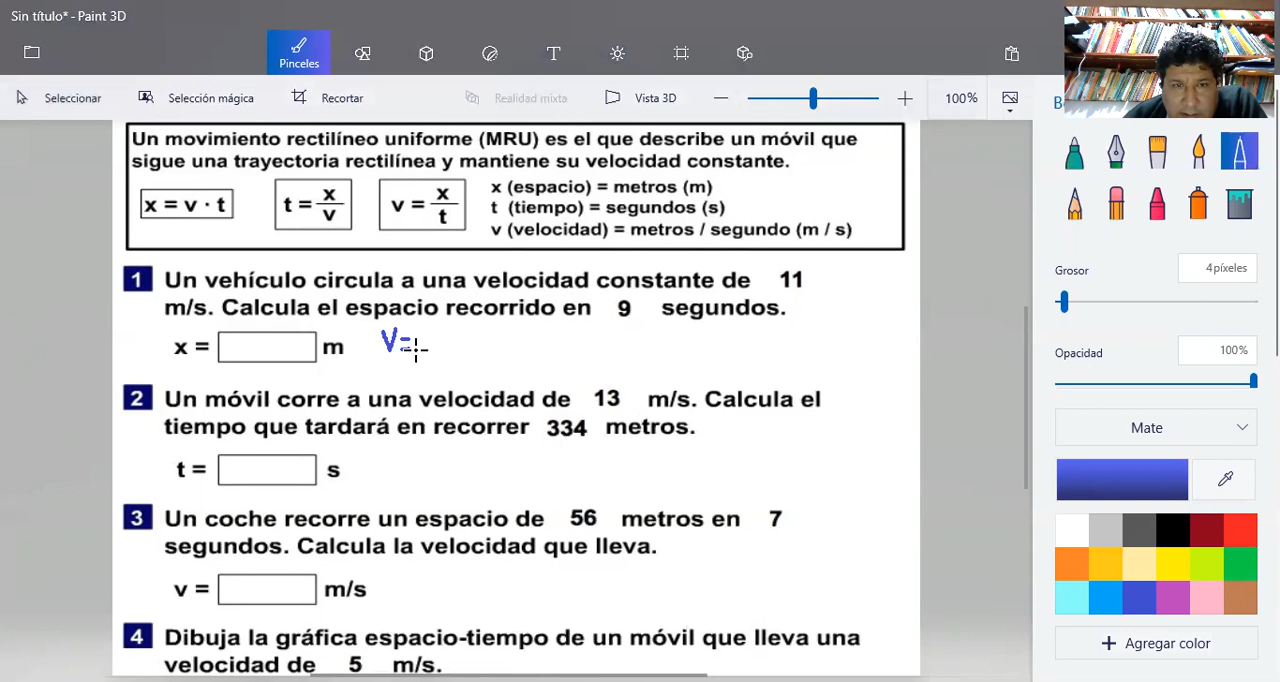 Sin título* - Paint 3D
Pinceles
Seleccionar
Selección mágica
Recortar
Realidad mixta
Vista 3D
100%
Un movimiento rectilíneo uniforme (MRU) es el que describe un móvil que
sigue una trayectoria rectilínea y mantiene su velocidad constante.
x = v · t
t = x / v
v = x / t
x (espacio) = metros (m)
t (tiempo) = segundos (s)
v (velocidad) = metros / segundo (m / s)
1 Un vehículo circula a una velocidad constante de 11
m/s. Calcula el espacio recorrido en 9 segundos.
x = m V=
2 Un móvil corre a una velocidad de 13 m/s. Calcula el
tiempo que tardará en recorrer 334 metros.
t = s
3 Un coche recorre un espacio de 56 metros en 7
segundos. Calcula la velocidad que lleva.
v = m/s
4 Dibuja la gráfica espacio-tiempo de un móvil que lleva una
velocidad de 5 m/s.
Grosor
4 píxeles
Opacidad
100%
Mate
Agregar color